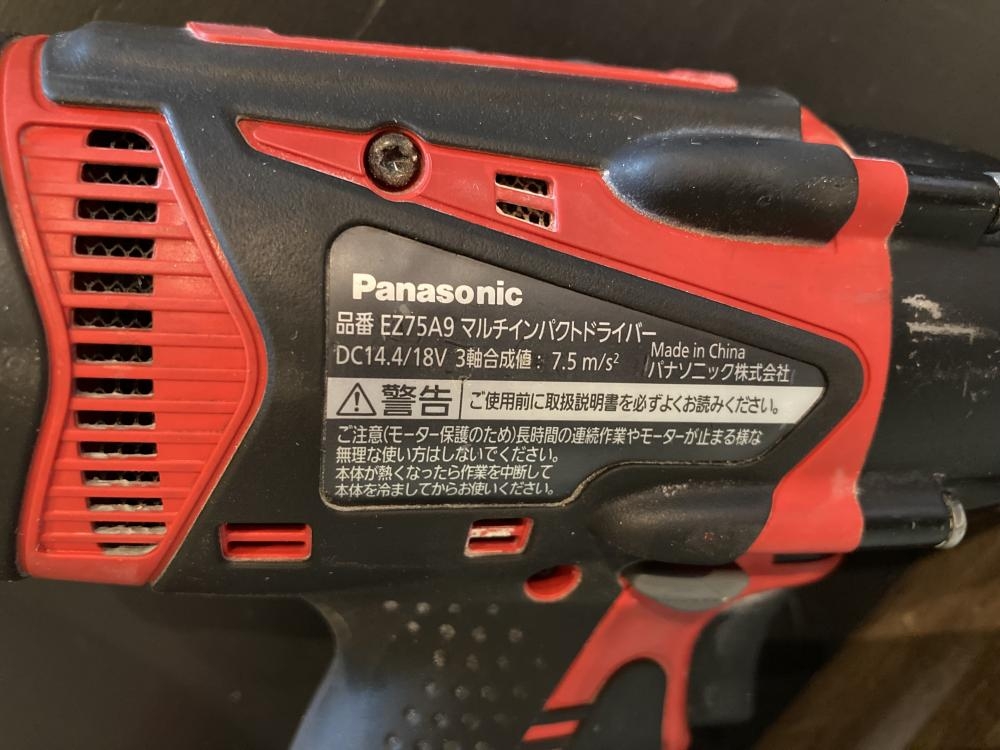 Panasonic
品番 EZ75A9 マルチインパクトドライバー
DC14.4/18V 3軸合成値：7.5 m/s²
Made in China
パナソニック株式会社
⚠警告 ご使用前に取扱説明書を必ずよくお読みください。
ご注意(モーター保護のため)長時間の連続作業やモーターが止まる様な
無理な使い方はしないでください。
本体が熱くなったら作業を中断して
本体を冷ましてからお使いください。